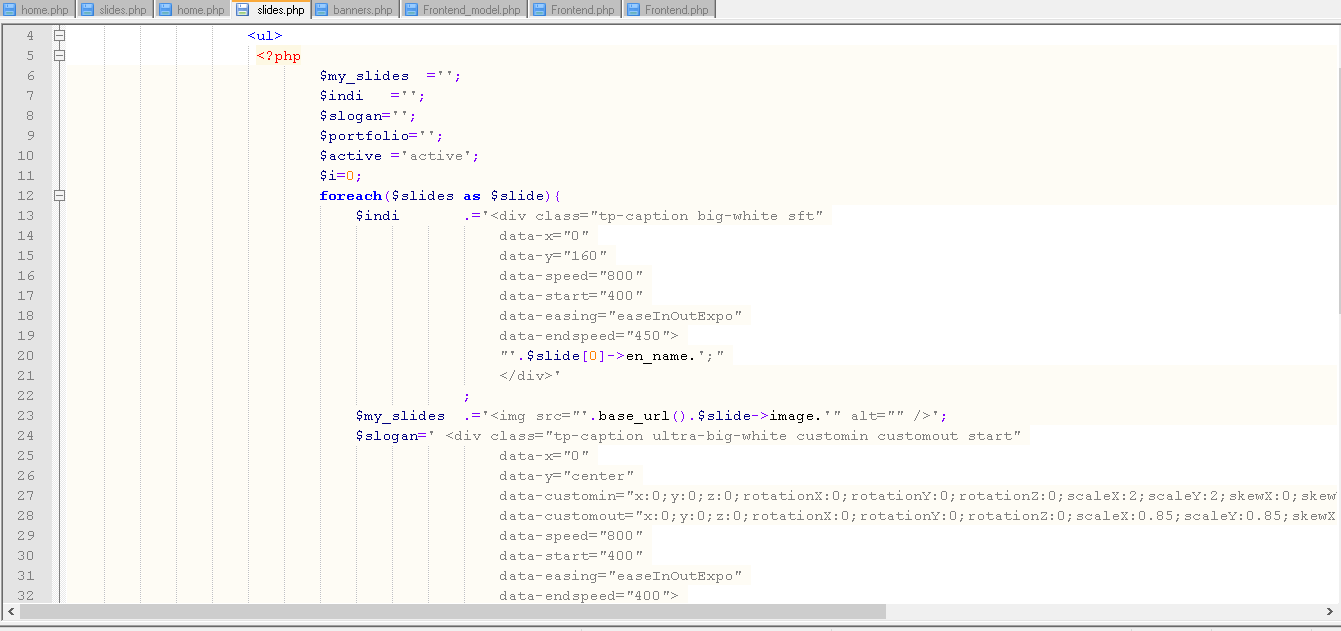 home.php slides.php home.php slides.php banners.php Frontend_model.php Frontend.php Frontend.php
4 <ul>
5 <?php
6 $my_slides ='';
7 $indi ='';
8 $slogan='';
9 $portfolio='';
10 $active ='active';
11 $i=0;
12 foreach($slides as $slide){
13 $indi .='<div class="tp-caption big-white sft"
14 data-x="0"
15 data-y="160"
16 data-speed="800"
17 data-start="400"
18 data-easing="easeInOutExpo"
19 data-endspeed="450">
20 "'.$slide[0]->en_name.';"
21 </div>'
22 ;
23 $my_slides .='<img src="'.base_url().$slide->image.'" alt="" />';
24 $slogan=' <div class="tp-caption ultra-big-white customin customout start"
25 data-x="0"
26 data-y="center"
27 data-customin="x:0;y:0;z:0;rotationX:0;rotationY:0;rotationZ:0;scaleX:2;scaleY:2;skewX:0;skew
28 data-customout="x:0;y:0;z:0;rotationX:0;rotationY:0;rotationZ:0;scaleX:0.85;scaleY:0.85;skewX
29 data-speed="800"
30 data-start="400"
31 data-easing="easeInOutExpo"
32 data-endspeed="400">